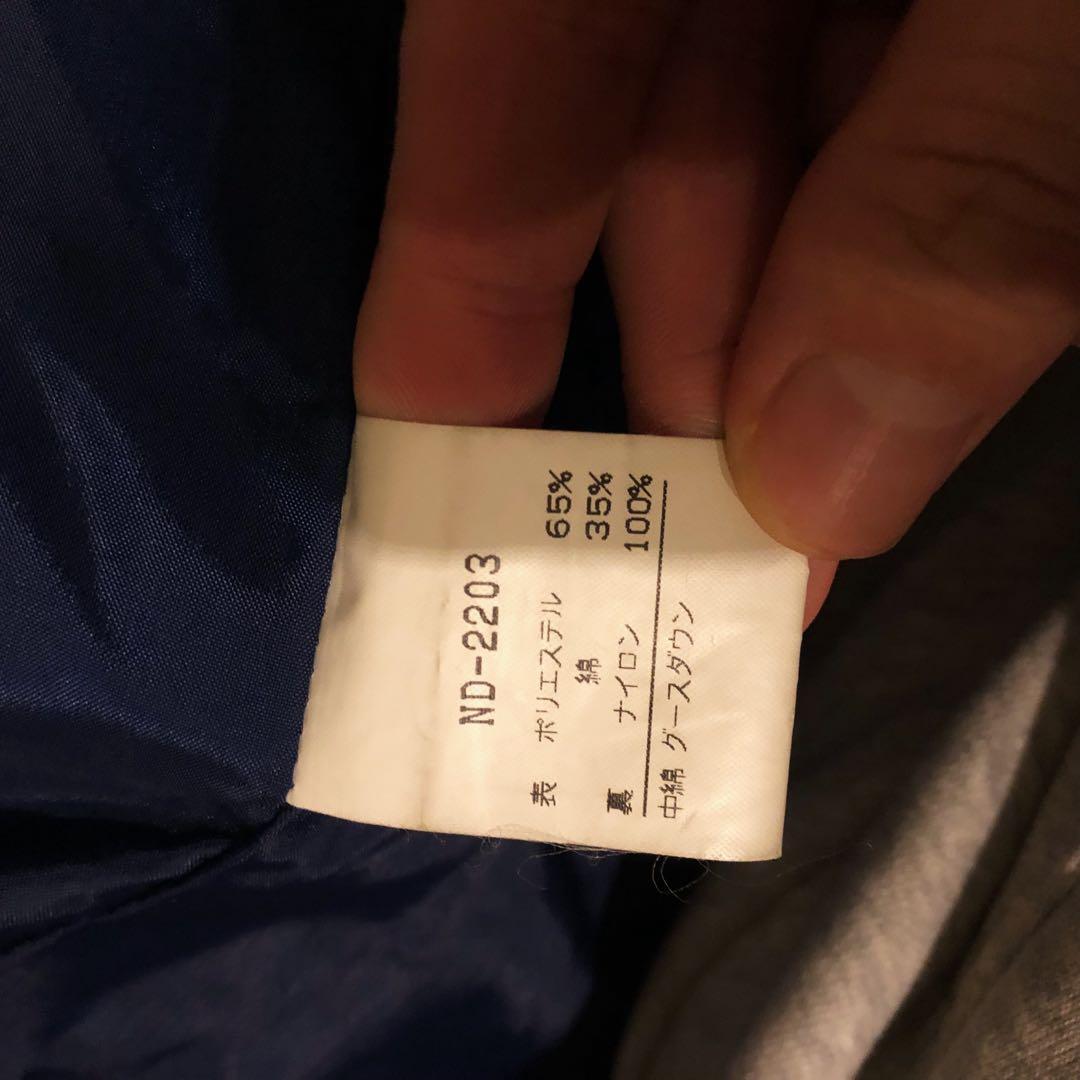 ND-2203
表 ポリエステル 65%
綿 35%
裏 ナイロン 100%
中綿 グースダウン